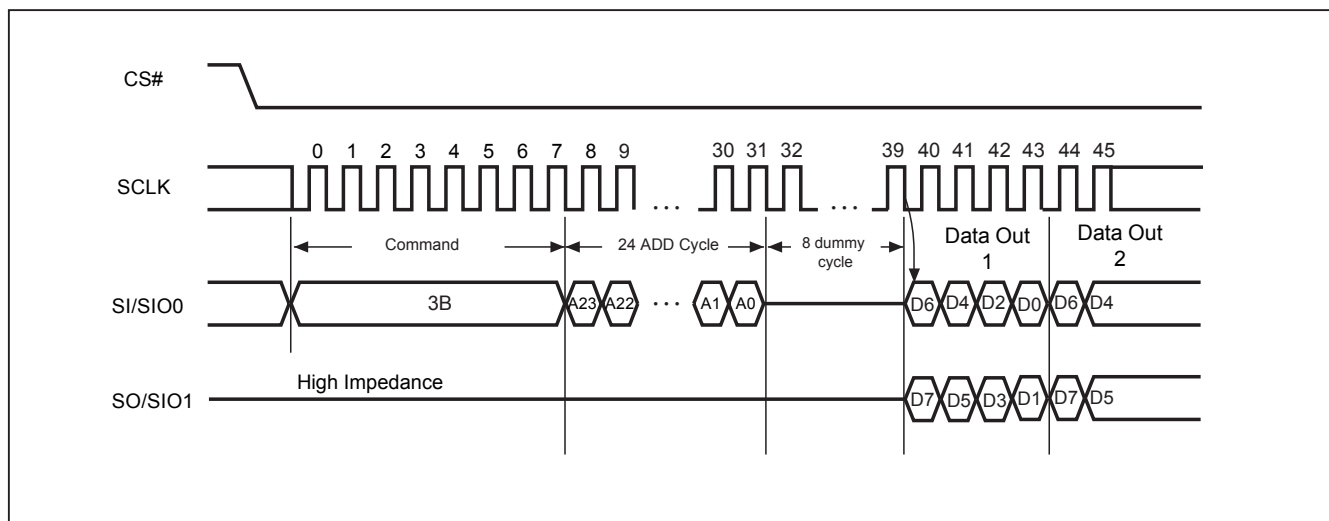 CS#
0 1 2 3 4 5 6 7 8 9 30 31 32 39 40 41 42 43 44 45
SCLK
... ...
Command 24 ADD Cycle 8 dummy cycle Data Out 1 Data Out 2
SI/SIO0 3B A23 A22 ... A1 A0 D6 D4 D2 D0 D6 D4
High Impedance
SO/SIO1 D7 D5 D3 D1 D7 D5